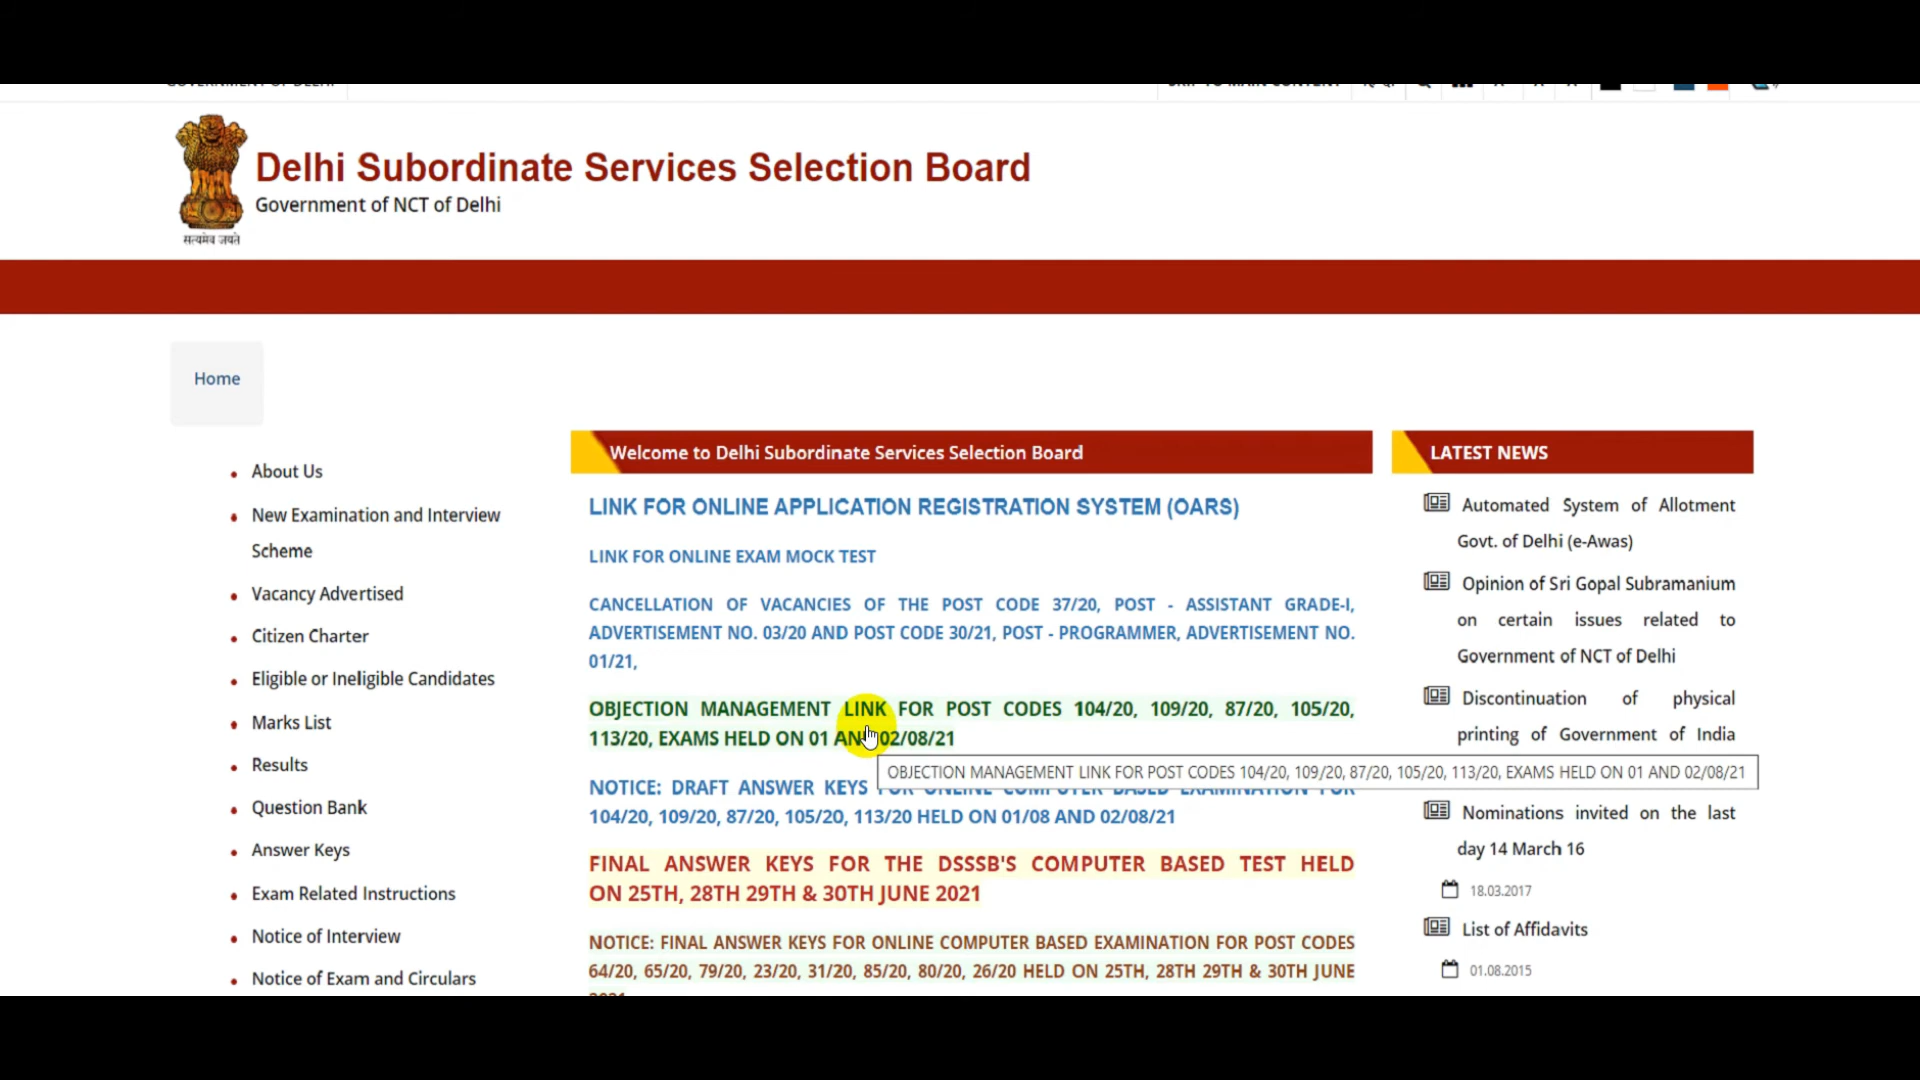 GOVERNMENT OF DELHI
SKIP TO MAIN CONTENT
Delhi Subordinate Services Selection Board
Government of NCT of Delhi
सत्यमेव जयते
Home
About Us
New Examination and Interview
Scheme
Vacancy Advertised
Citizen Charter
Eligible or Ineligible Candidates
Marks List
Results
Question Bank
Answer Keys
Exam Related Instructions
Notice of Interview
Notice of Exam and Circulars
Welcome to Delhi Subordinate Services Selection Board
LINK FOR ONLINE APPLICATION REGISTRATION SYSTEM (OARS)
LINK FOR ONLINE EXAM MOCK TEST
CANCELLATION OF VACANCIES OF THE POST CODE 37/20, POST - ASSISTANT GRADE-I,
ADVERTISEMENT NO. 03/20 AND POST CODE 30/21, POST - PROGRAMMER, ADVERTISEMENT NO.
01/21,
OBJECTION MANAGEMENT LINK FOR POST CODES 104/20, 109/20, 87/20, 105/20,
113/20, EXAMS HELD ON 01 AND 02/08/21
OBJECTION MANAGEMENT LINK FOR POST CODES 104/20, 109/20, 87/20, 105/20, 113/20, EXAMS HELD ON 01 AND 02/08/21
NOTICE: DRAFT ANSWER KEYS FOR ONLINE COMPUTER BASED EXAMINATION FOR
104/20, 109/20, 87/20, 105/20, 113/20 HELD ON 01/08 AND 02/08/21
FINAL ANSWER KEYS FOR THE DSSSB'S COMPUTER BASED TEST HELD
ON 25TH, 28TH 29TH & 30TH JUNE 2021
NOTICE: FINAL ANSWER KEYS FOR ONLINE COMPUTER BASED EXAMINATION FOR POST CODES
64/20, 65/20, 79/20, 23/20, 31/20, 85/20, 80/20, 26/20 HELD ON 25TH, 28TH 29TH & 30TH JUNE
LATEST NEWS
Automated System of Allotment
Govt. of Delhi (e-Awas)
Opinion of Sri Gopal Subramanium
on certain issues related to
Government of NCT of Delhi
Discontinuation of physical
printing of Government of India
Nominations invited on the last
day 14 March 16
18.03.2017
List of Affidavits
01.08.2015